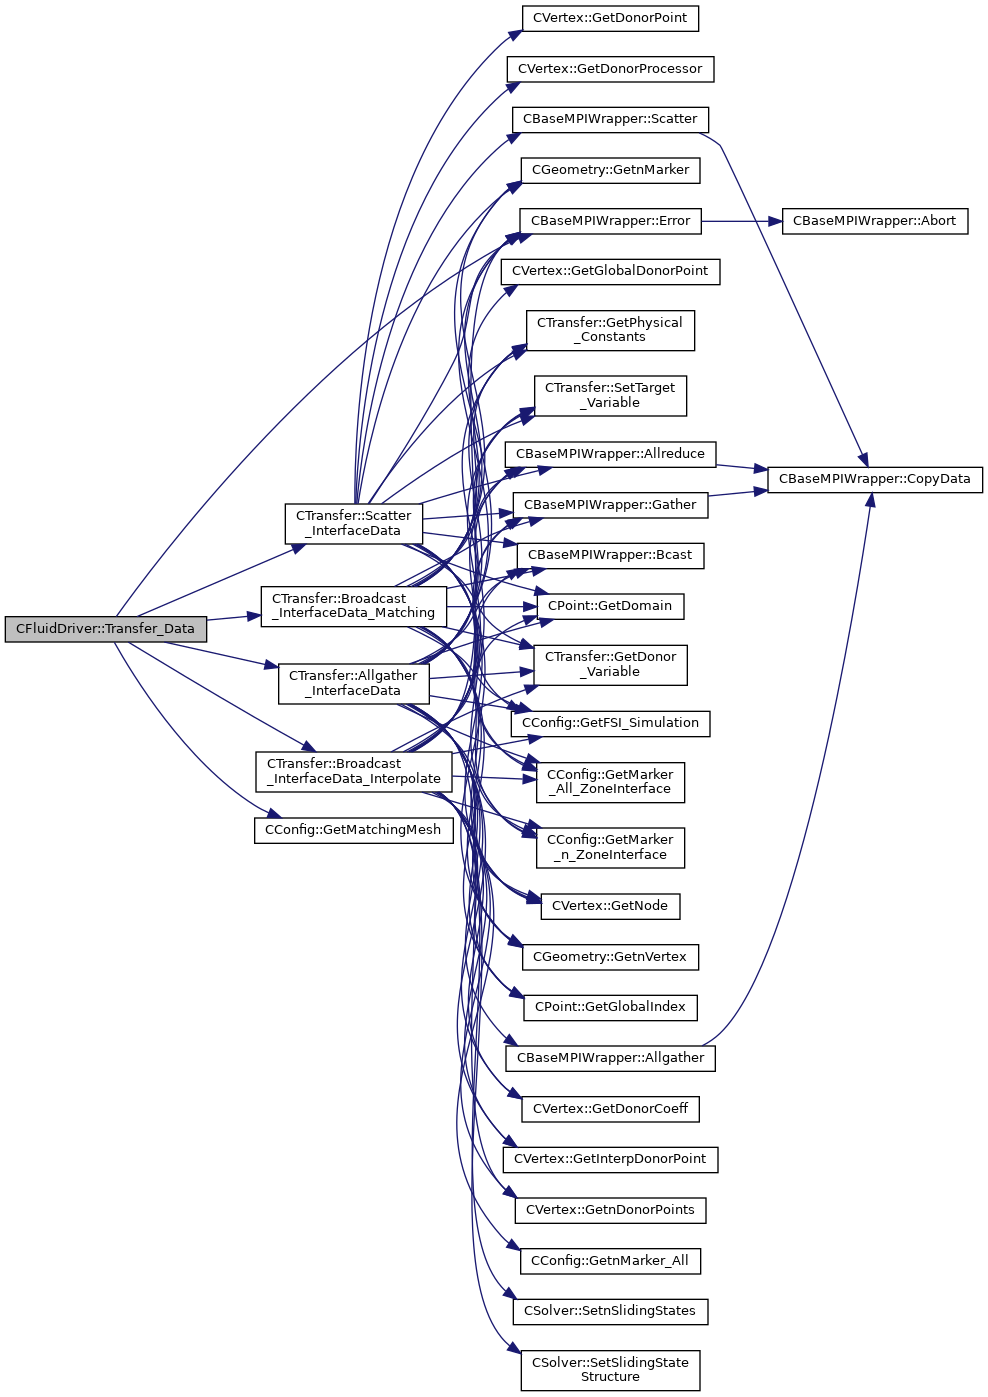 CVertex::GetDonorPoint
CVertex::GetDonorProcessor
CBaseMPIWrapper::Scatter
CGeometry::GetnMarker
CBaseMPIWrapper::Error
CBaseMPIWrapper::Abort
CVertex::GetGlobalDonorPoint
CTransfer::GetPhysical
_Constants
CTransfer::SetTarget
_Variable
CBaseMPIWrapper::Allreduce
CBaseMPIWrapper::CopyData
CBaseMPIWrapper::Gather
CTransfer::Scatter
_InterfaceData
CBaseMPIWrapper::Bcast
CTransfer::Broadcast
_InterfaceData_Matching
CPoint::GetDomain
CFluidDriver::Transfer_Data
CTransfer::GetDonor
_Variable
CTransfer::Allgather
_InterfaceData
CConfig::GetFSI_Simulation
CTransfer::Broadcast
_InterfaceData_Interpolate
CConfig::GetMarker
_All_ZoneInterface
CConfig::GetMatchingMesh
CConfig::GetMarker
_n_ZoneInterface
CVertex::GetNode
CGeometry::GetnVertex
CPoint::GetGlobalIndex
CBaseMPIWrapper::Allgather
CVertex::GetDonorCoeff
CVertex::GetInterpDonorPoint
CVertex::GetnDonorPoints
CConfig::GetnMarker_All
CSolver::SetnSlidingStates
CSolver::SetSlidingState
Structure